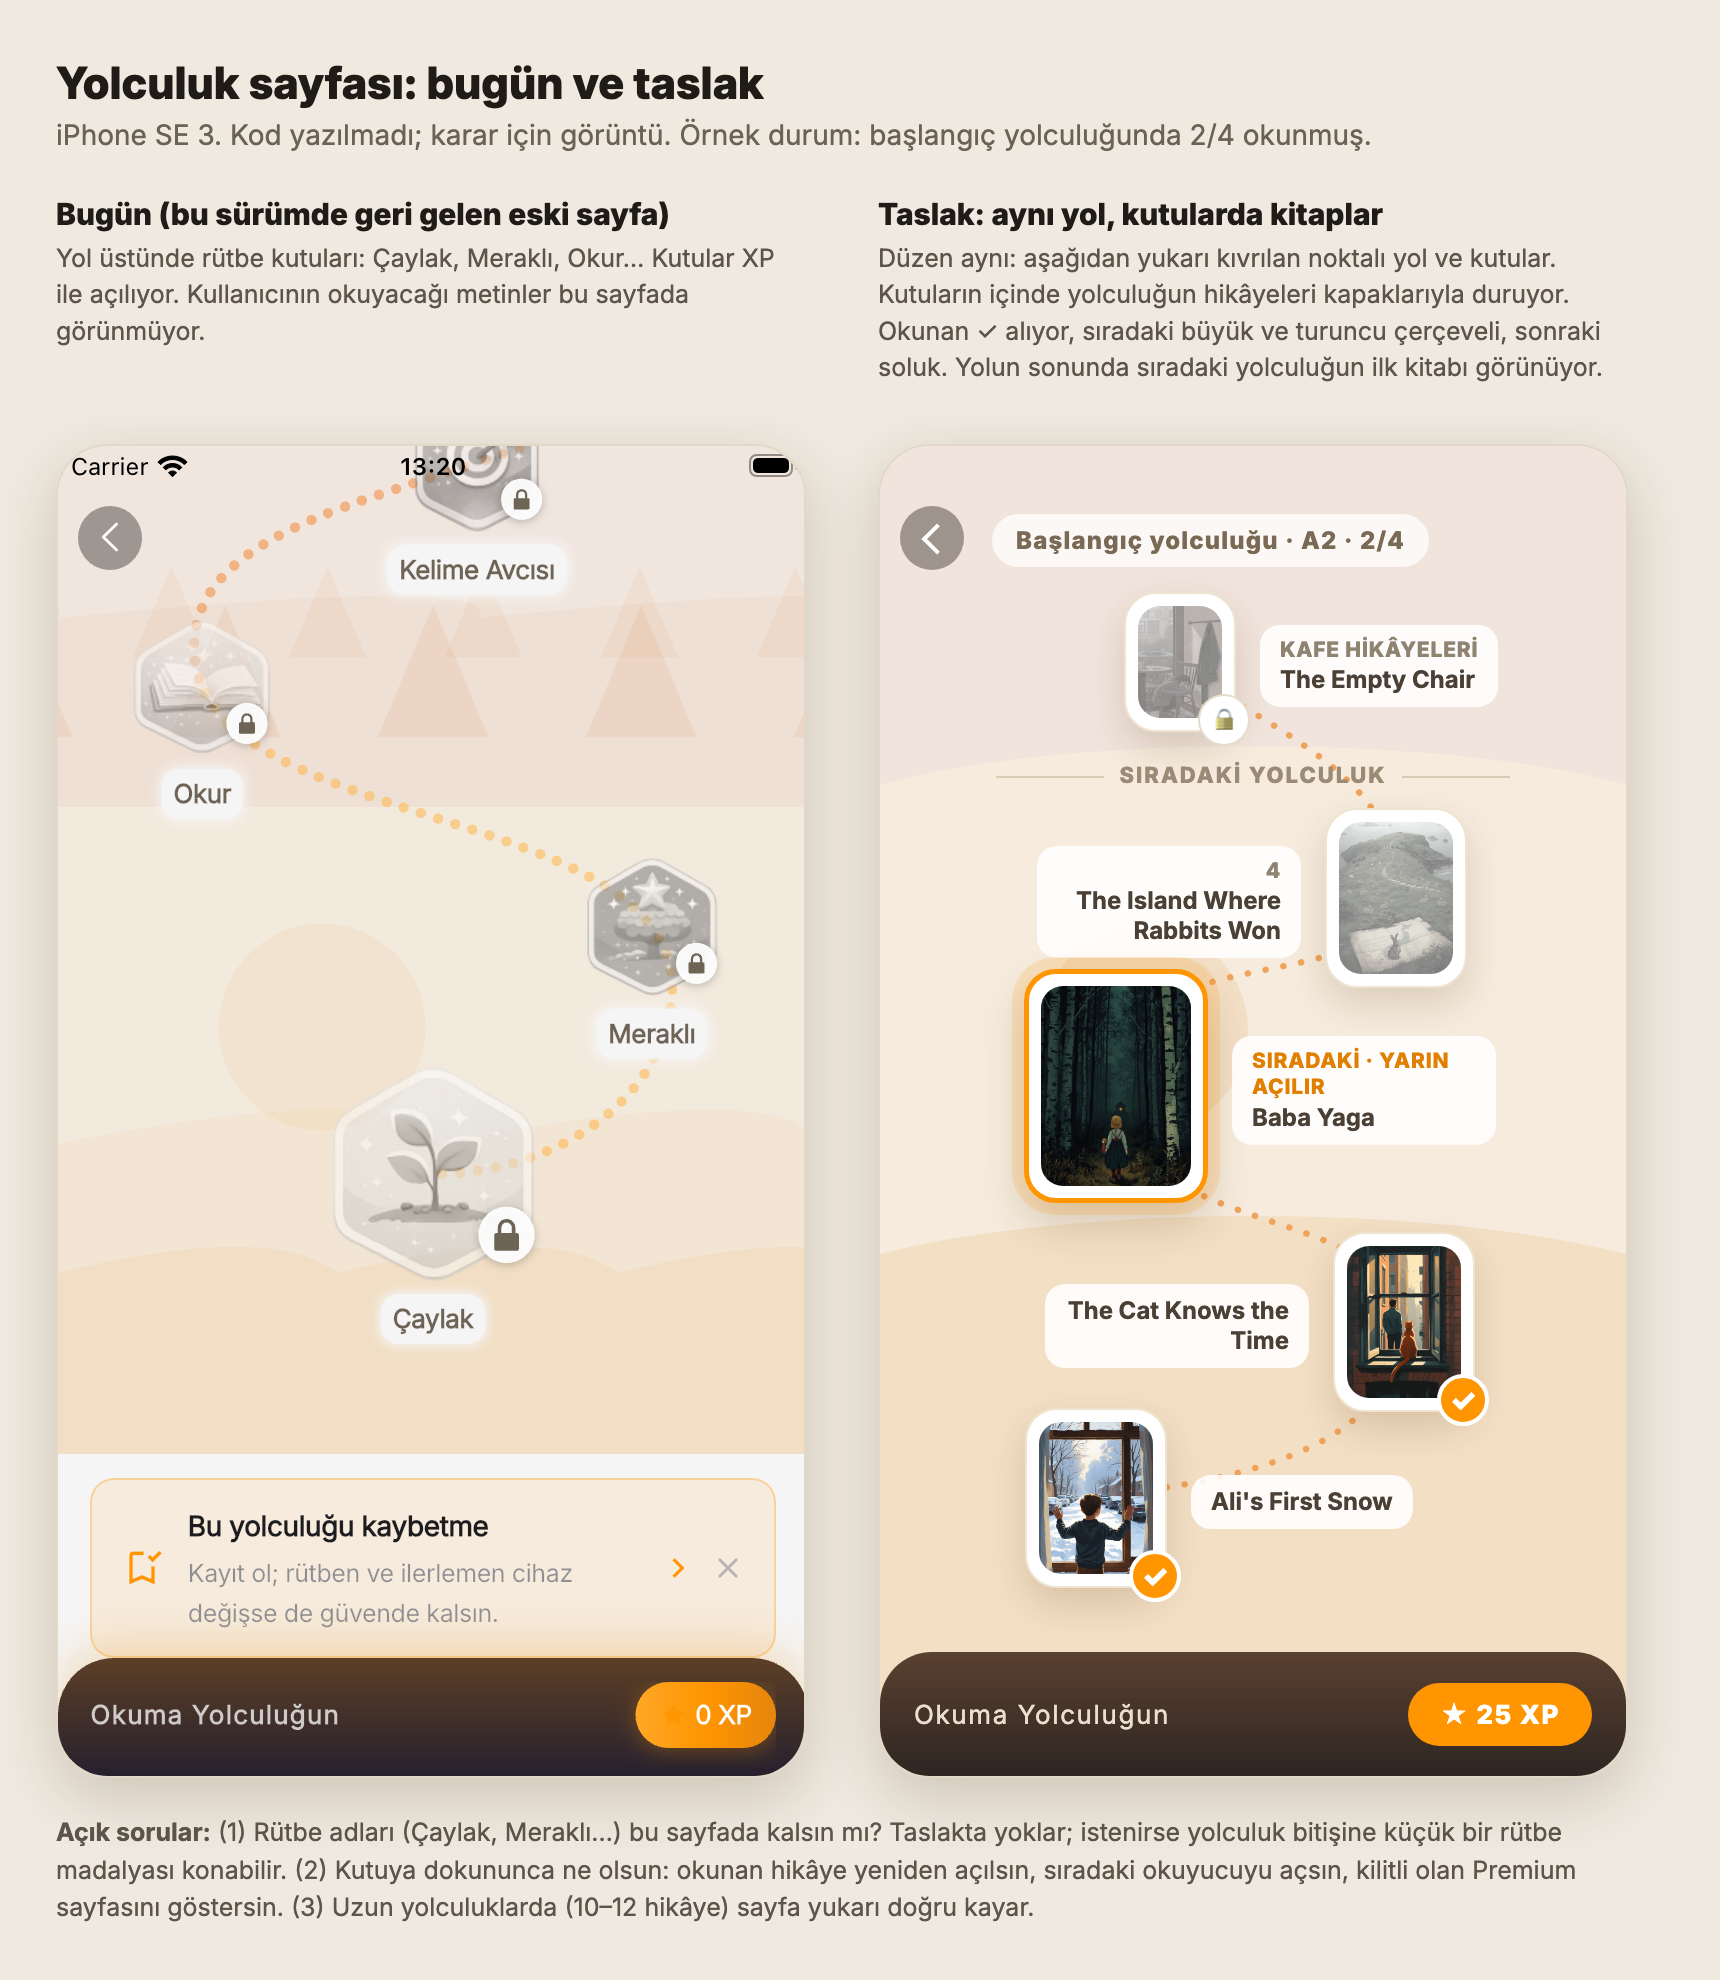 Yolculuk sayfası: bugün ve taslak
iPhone SE 3. Kod yazılmadı; karar için görüntü. Örnek durum: başlangıç yolculuğunda 2/4 okunmuş.
Bugün (bu sürümde geri gelen eski sayfa)
Yol üstünde rütbe kutuları: Çaylak, Meraklı, Okur... Kutular XP
ile açılıyor. Kullanıcının okuyacağı metinler bu sayfada
görünmüyor.
Carrier
13:20
Kelime Avcısı
Okur
Meraklı
Çaylak
Bu yolculuğu kaybetme
Kayıt ol; rütben ve ilerlemen cihaz
değişse de güvende kalsın.
Okuma Yolculuğun
★ 0 XP
Taslak: aynı yol, kutularda kitaplar
Düzen aynı: aşağıdan yukarı kıvrılan noktalı yol ve kutular.
Kutuların içinde yolculuğun hikâyeleri kapaklarıyla duruyor.
Okunan ✓ alıyor, sıradaki büyük ve turuncu çerçeveli, sonraki
soluk. Yolun sonunda sıradaki yolculuğun ilk kitabı görünüyor.
Başlangıç yolculuğu · A2 · 2/4
KAFE HİKÂYELERİ
The Empty Chair
SIRADAKİ YOLCULUK
4
The Island Where
Rabbits Won
SIRADAKİ · YARIN
AÇILIR
Baba Yaga
The Cat Knows the
Time
Ali's First Snow
Okuma Yolculuğun
★ 25 XP
Açık sorular: (1) Rütbe adları (Çaylak, Meraklı...) bu sayfada kalsın mı? Taslakta yoklar; istenirse yolculuk bitişine küçük bir rütbe
madalyası konabilir. (2) Kutuya dokununca ne olsun: okunan hikâye yeniden açılsın, sıradaki okuyucuyu açsın, kilitli olan Premium
sayfasını göstersin. (3) Uzun yolculuklarda (10–12 hikâye) sayfa yukarı doğru kayar.